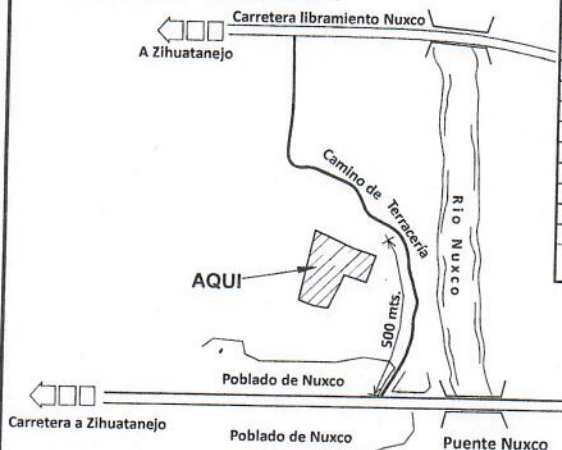 Carretera libramiento Nuxco
A Zihuatanejo
Camino de Terracería
Rio Nuxco
AQUI
500 mts.
Poblado de Nuxco
Carretera a Zihuatanejo
Poblado de Nuxco
Puente Nuxco